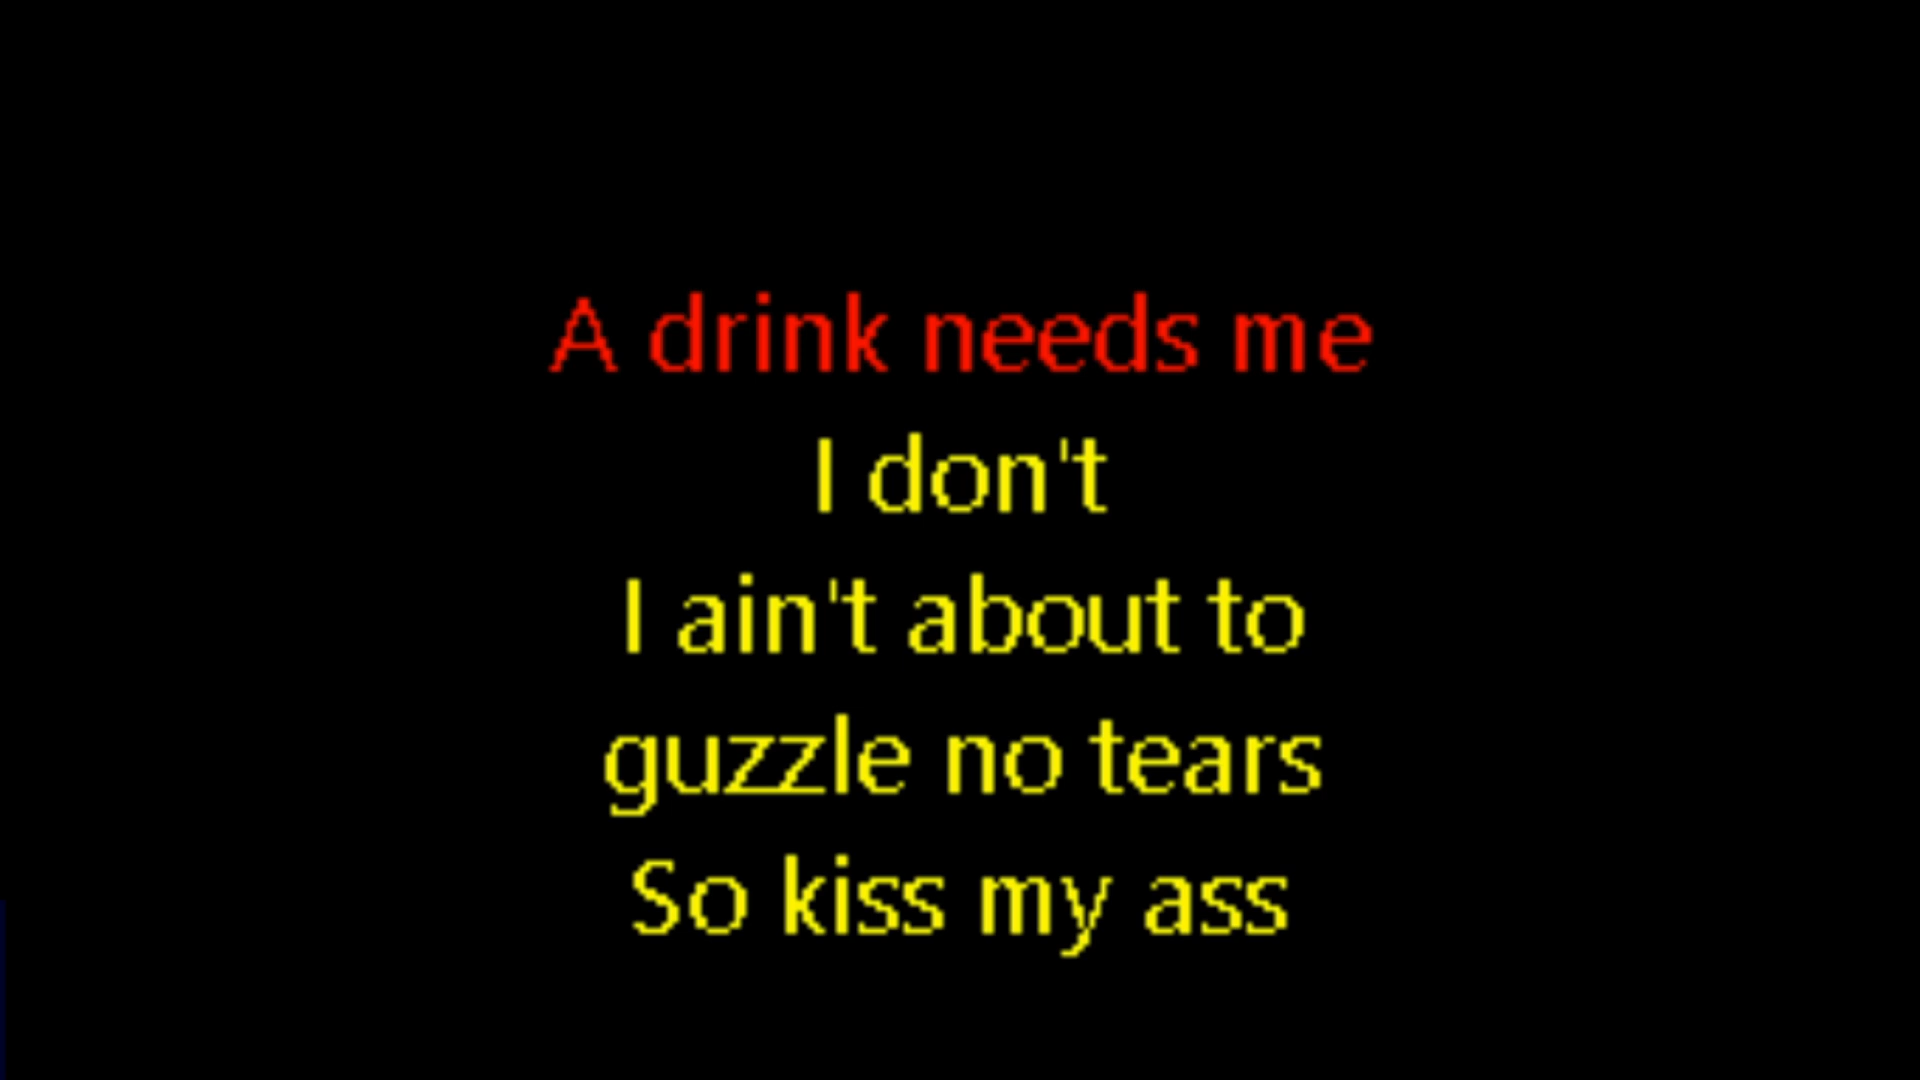 A drink needs me
I don't
I ain't about to
guzzle no tears
So kiss my ass